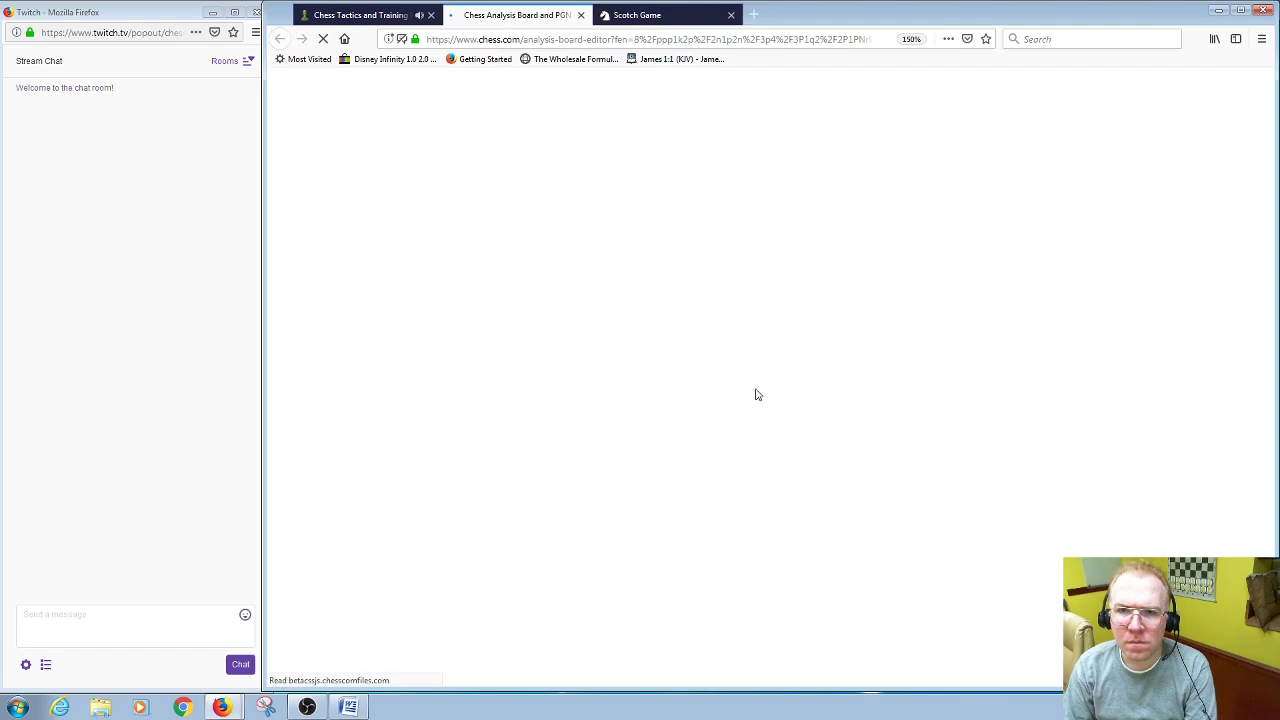 Twitch - Mozilla Firefox
https://www.twitch.tv/popout/ches
Stream Chat
Rooms
Welcome to the chat room!
Send a message
Chat
Chess Tactics and Training
Chess Analysis Board and PGN
Scotch Game
https://www.chess.com/analysis-board-editor?fen=8%2Fppp1k2p%2F2n1p2n%2F3p4%2F3P1q2%2F2P1PN
150%
Search
Most Visited
Disney Infinity 1.0 2.0 ...
Getting Started
The Wholesale Formul...
James 1:1 (KJV) - Jame...
Read betacssjs.chesscomfiles.com